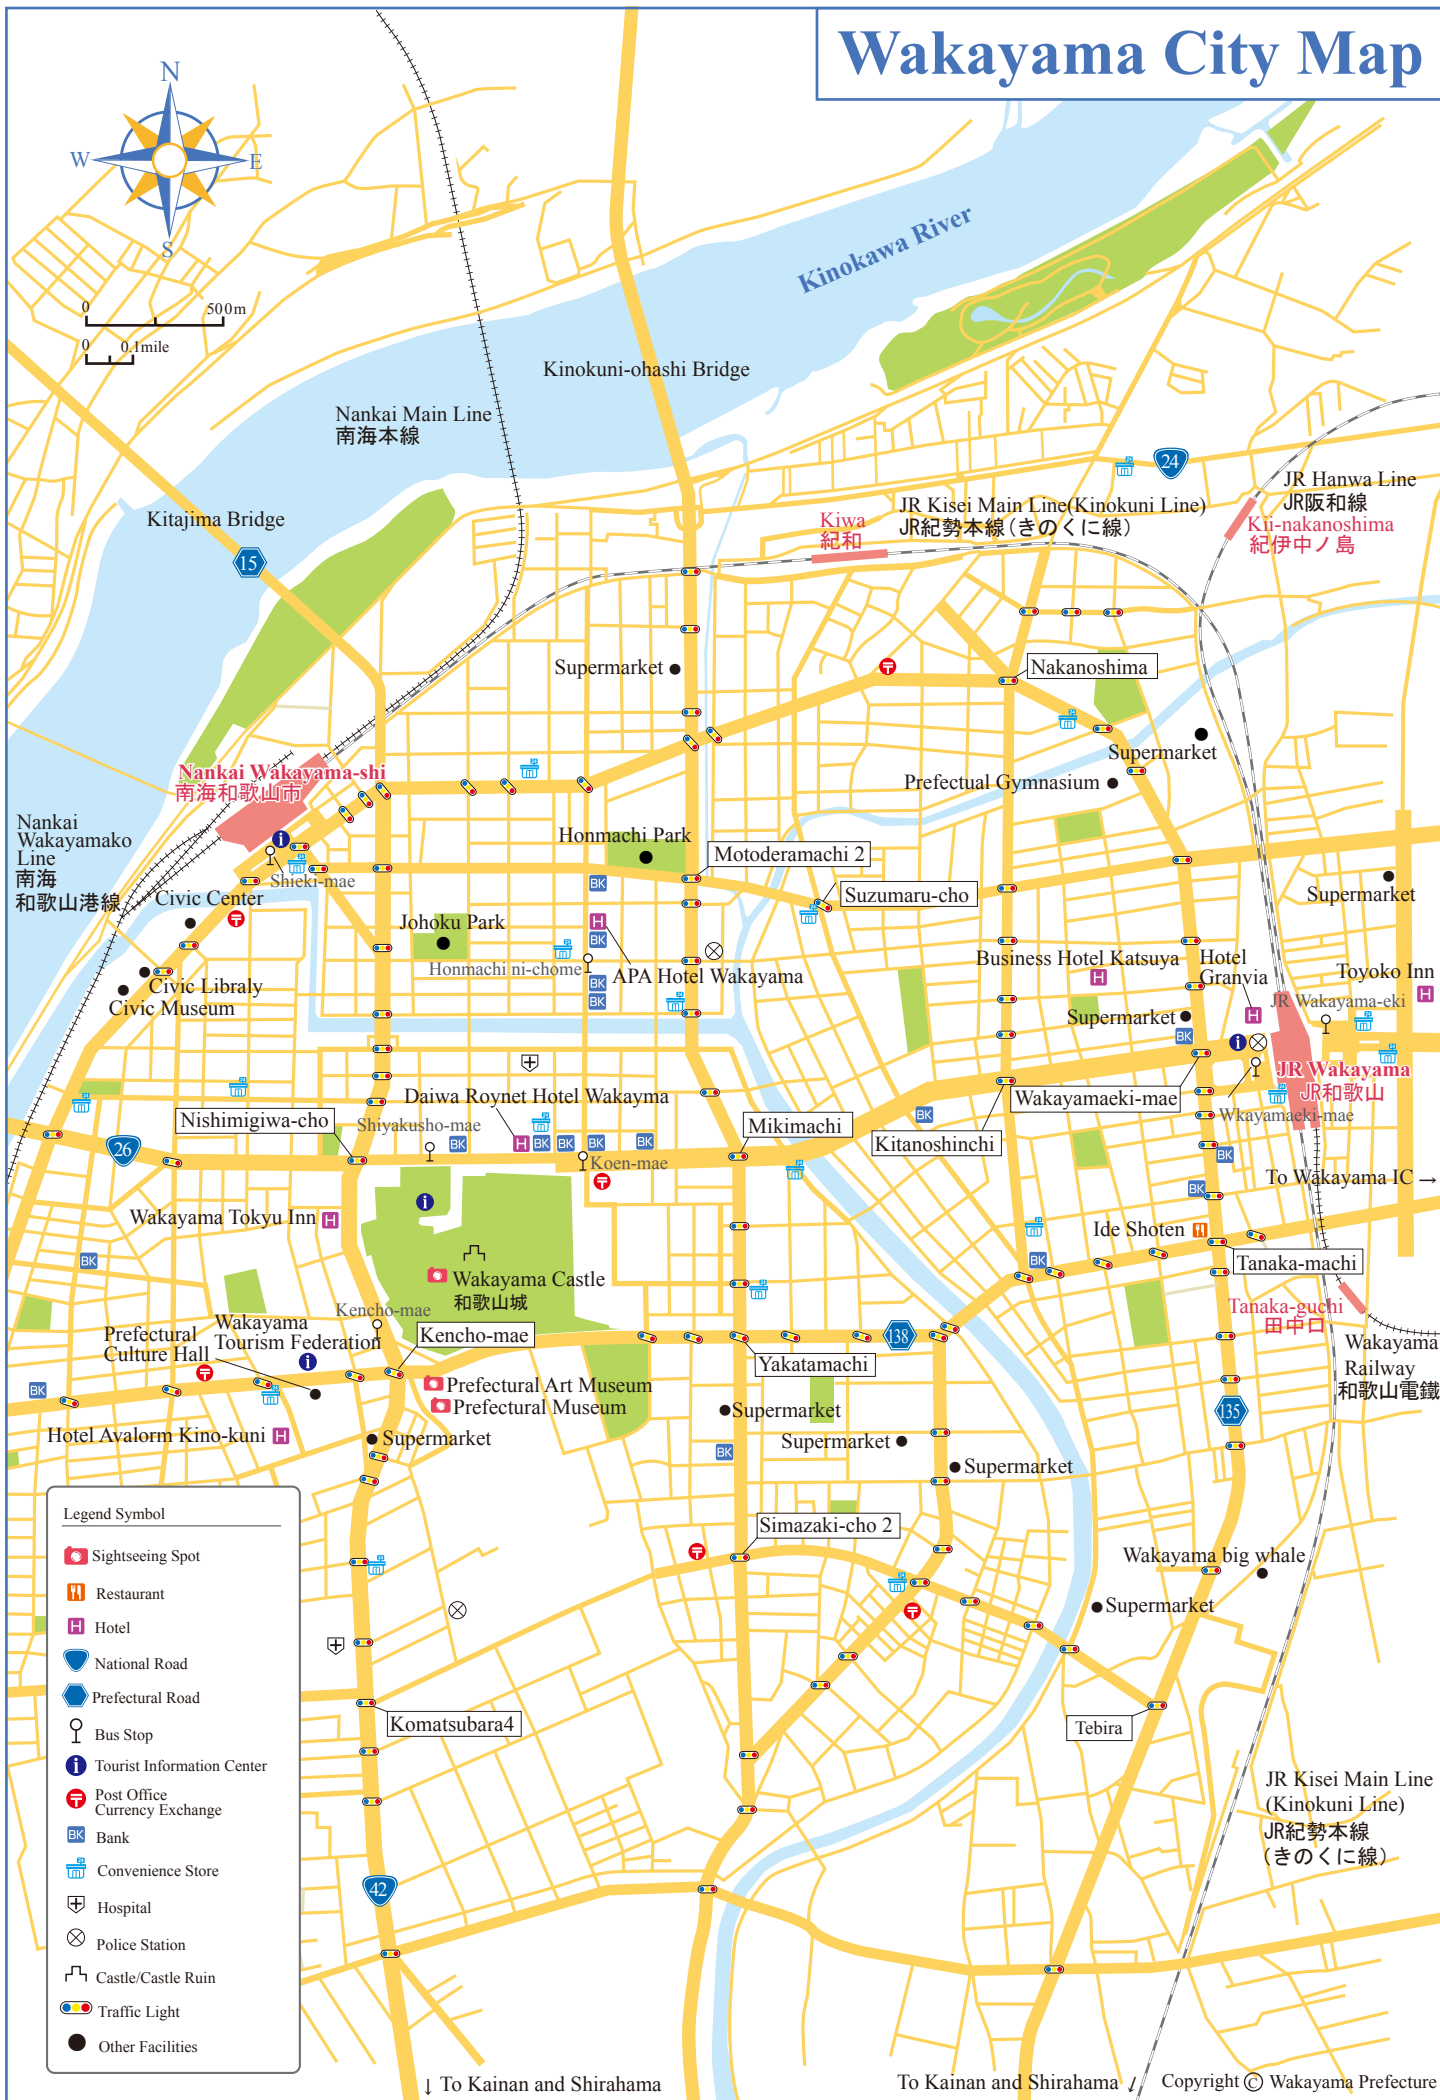 Wakayama City Map
N
W
E
S
0
500m
0
0.1mile
Kinokawa River
Kinokuni-ohashi Bridge
Nankai Main Line
南海本線
24
JR Hanwa Line
JR阪和線
Kii-nakanoshima
紀伊中ノ島
JR Kisei Main Line(Kinokuni Line)
JR紀勢本線(きのくに線)
Kiwa
紀和
Kitajima Bridge
15
Supermarket
Nakanoshima
Supermarket
Prefectual Gymnasium
Nankai Wakayama-shi
南海和歌山市
Nankai
Wakayamako
Line
南海
和歌山港線
Shieki-mae
Honmachi Park
Motoderamachi 2
Suzumaru-cho
Supermarket
Civic Center
Johoku Park
Honmachi ni-chome
APA Hotel Wakayama
Business Hotel Katsuya
Hotel
Granvia
Toyoko Inn
JR Wakayama-eki
Civic Libraly
Civic Museum
Supermarket
JR Wakayama
JR和歌山
Wakayamaeki-mae
Wkayamaeki-mae
Daiwa Roynet Hotel Wakayma
Nishimigiwa-cho
Shiyakusho-mae
Mikimachi
Kitanoshinchi
26
Koen-mae
To Wakayama IC →
Wakayama Tokyu Inn
Ide Shoten
Tanaka-machi
Wakayama Castle
和歌山城
Tanaka-guchi
田中口
Kencho-mae
Wakayama
Tourism Federation
Kencho-mae
138
Prefectural
Culture Hall
Yakatamachi
Wakayama
Railway
和歌山電鐵
Prefectural Art Museum
Prefectural Museum
135
Supermarket
Hotel Avalorm Kino-kuni
Supermarket
Supermarket
Supermarket
Simazaki-cho 2
Wakayama big whale
Supermarket
Komatsubara4
Tebira
JR Kisei Main Line
(Kinokuni Line)
JR紀勢本線
(きのくに線)
42
Legend Symbol
Sightseeing Spot
Restaurant
H Hotel
National Road
Prefectural Road
Bus Stop
i Tourist Information Center
Post Office
Currency Exchange
BK Bank
Convenience Store
Hospital
Police Station
Castle/Castle Ruin
Traffic Light
Other Facilities
↓ To Kainan and Shirahama
To Kainan and Shirahama ↙
Copyright © Wakayama Prefecture